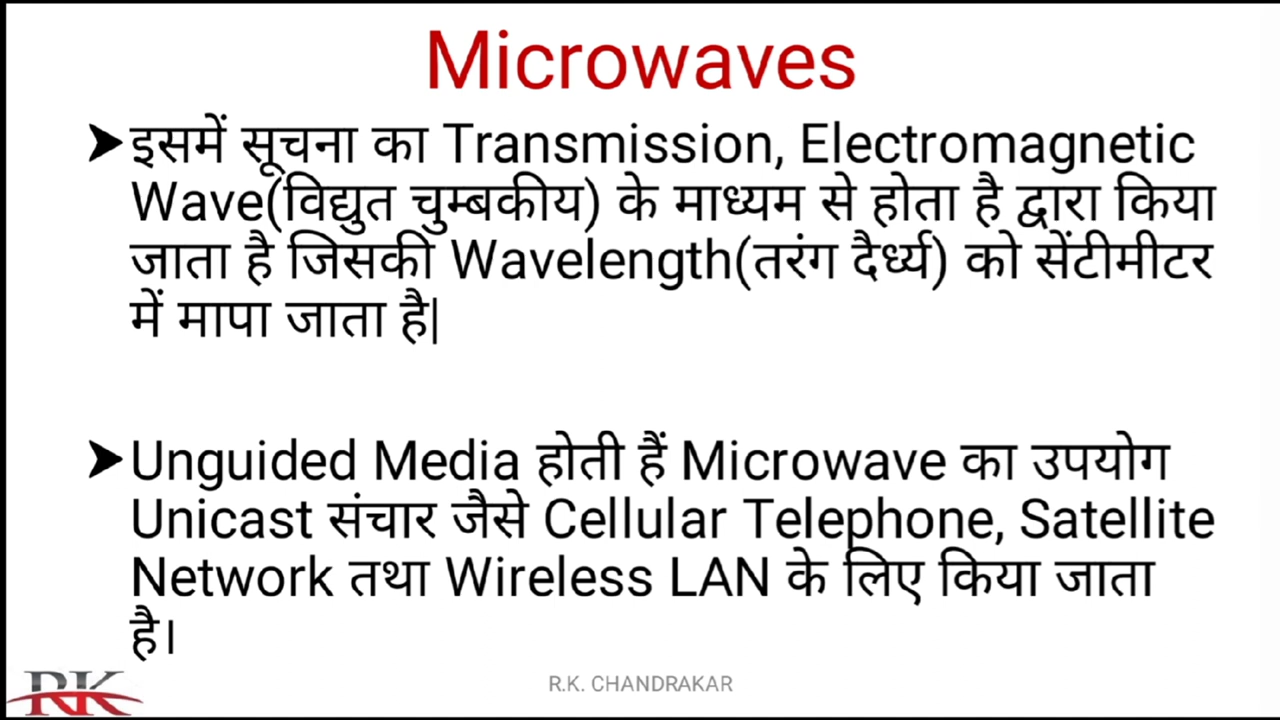 Microwaves
➤इसमें सूचना का Transmission, Electromagnetic
Wave(विद्युत चुम्बकीय) के माध्यम से होता है द्वारा किया
जाता है जिसकी Wavelength(तरंग दैर्ध्य) को सेंटीमीटर
में मापा जाता है|
➤Unguided Media होती हैं Microwave का उपयोग
Unicast संचार जैसे Cellular Telephone, Satellite
Network तथा Wireless LAN के लिए किया जाता
है।
RK
R.K. CHANDRAKAR